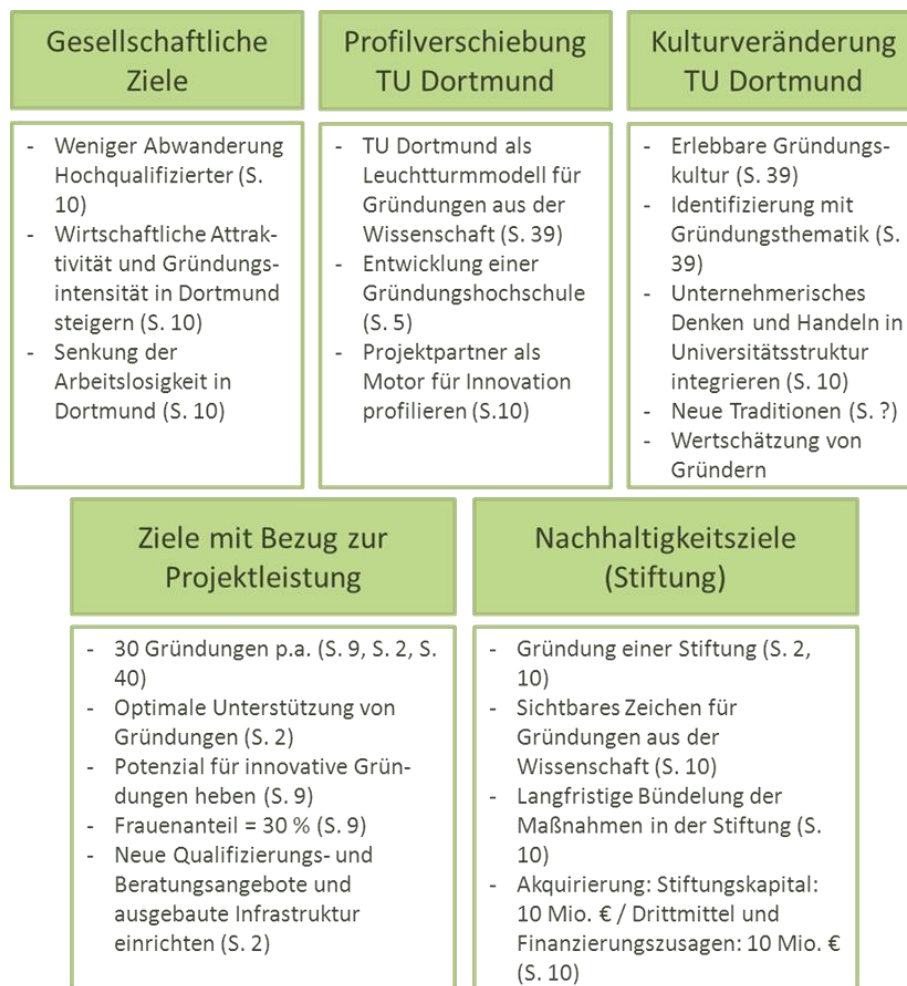 Gesellschaftliche
Ziele
- Weniger Abwanderung
Hochqualifizierter (S.
10)
- Wirtschaftliche Attrak-
tivität und Gründungs-
intensität in Dortmund
steigern (S. 10)
- Senkung der
Arbeitslosigkeit in
Dortmund (S. 10)
Profilverschiebung
TU Dortmund
- TU Dortmund als
Leuchtturmmodell für
Gründungen aus der
Wissenschaft (S. 39)
- Entwicklung einer
Gründungshochschule
(S. 5)
- Projektpartner als
Motor für Innovation
profilieren (S.10)
Kulturveränderung
TU Dortmund
- Erlebbare Gründungs-
kultur (S. 39)
- Identifizierung mit
Gründungsthematik (S.
39)
- Unternehmerisches
Denken und Handeln in
Universitätsstruktur
integrieren (S. 10)
- Neue Traditionen (S. ?)
- Wertschätzung von
Gründern
Ziele mit Bezug zur
Projektleistung
- 30 Gründungen p.a. (S. 9, S. 2, S.
40)
- Optimale Unterstützung von
Gründungen (S. 2)
- Potenzial für innovative Grün-
dungen heben (S. 9)
- Frauenanteil = 30 % (S. 9)
- Neue Qualifizierungs- und
Beratungsangebote und
ausgebaute Infrastruktur
einrichten (S. 2)
Nachhaltigkeitsziele
(Stiftung)
- Gründung einer Stiftung (S. 2,
10)
- Sichtbares Zeichen für
Gründungen aus der
Wissenschaft (S. 10)
- Langfristige Bündelung der
Maßnahmen in der Stiftung (S.
10)
- Akquirierung: Stiftungskapital:
10 Mio. € / Drittmittel und
Finanzierungszusagen: 10 Mio. €
(S. 10)